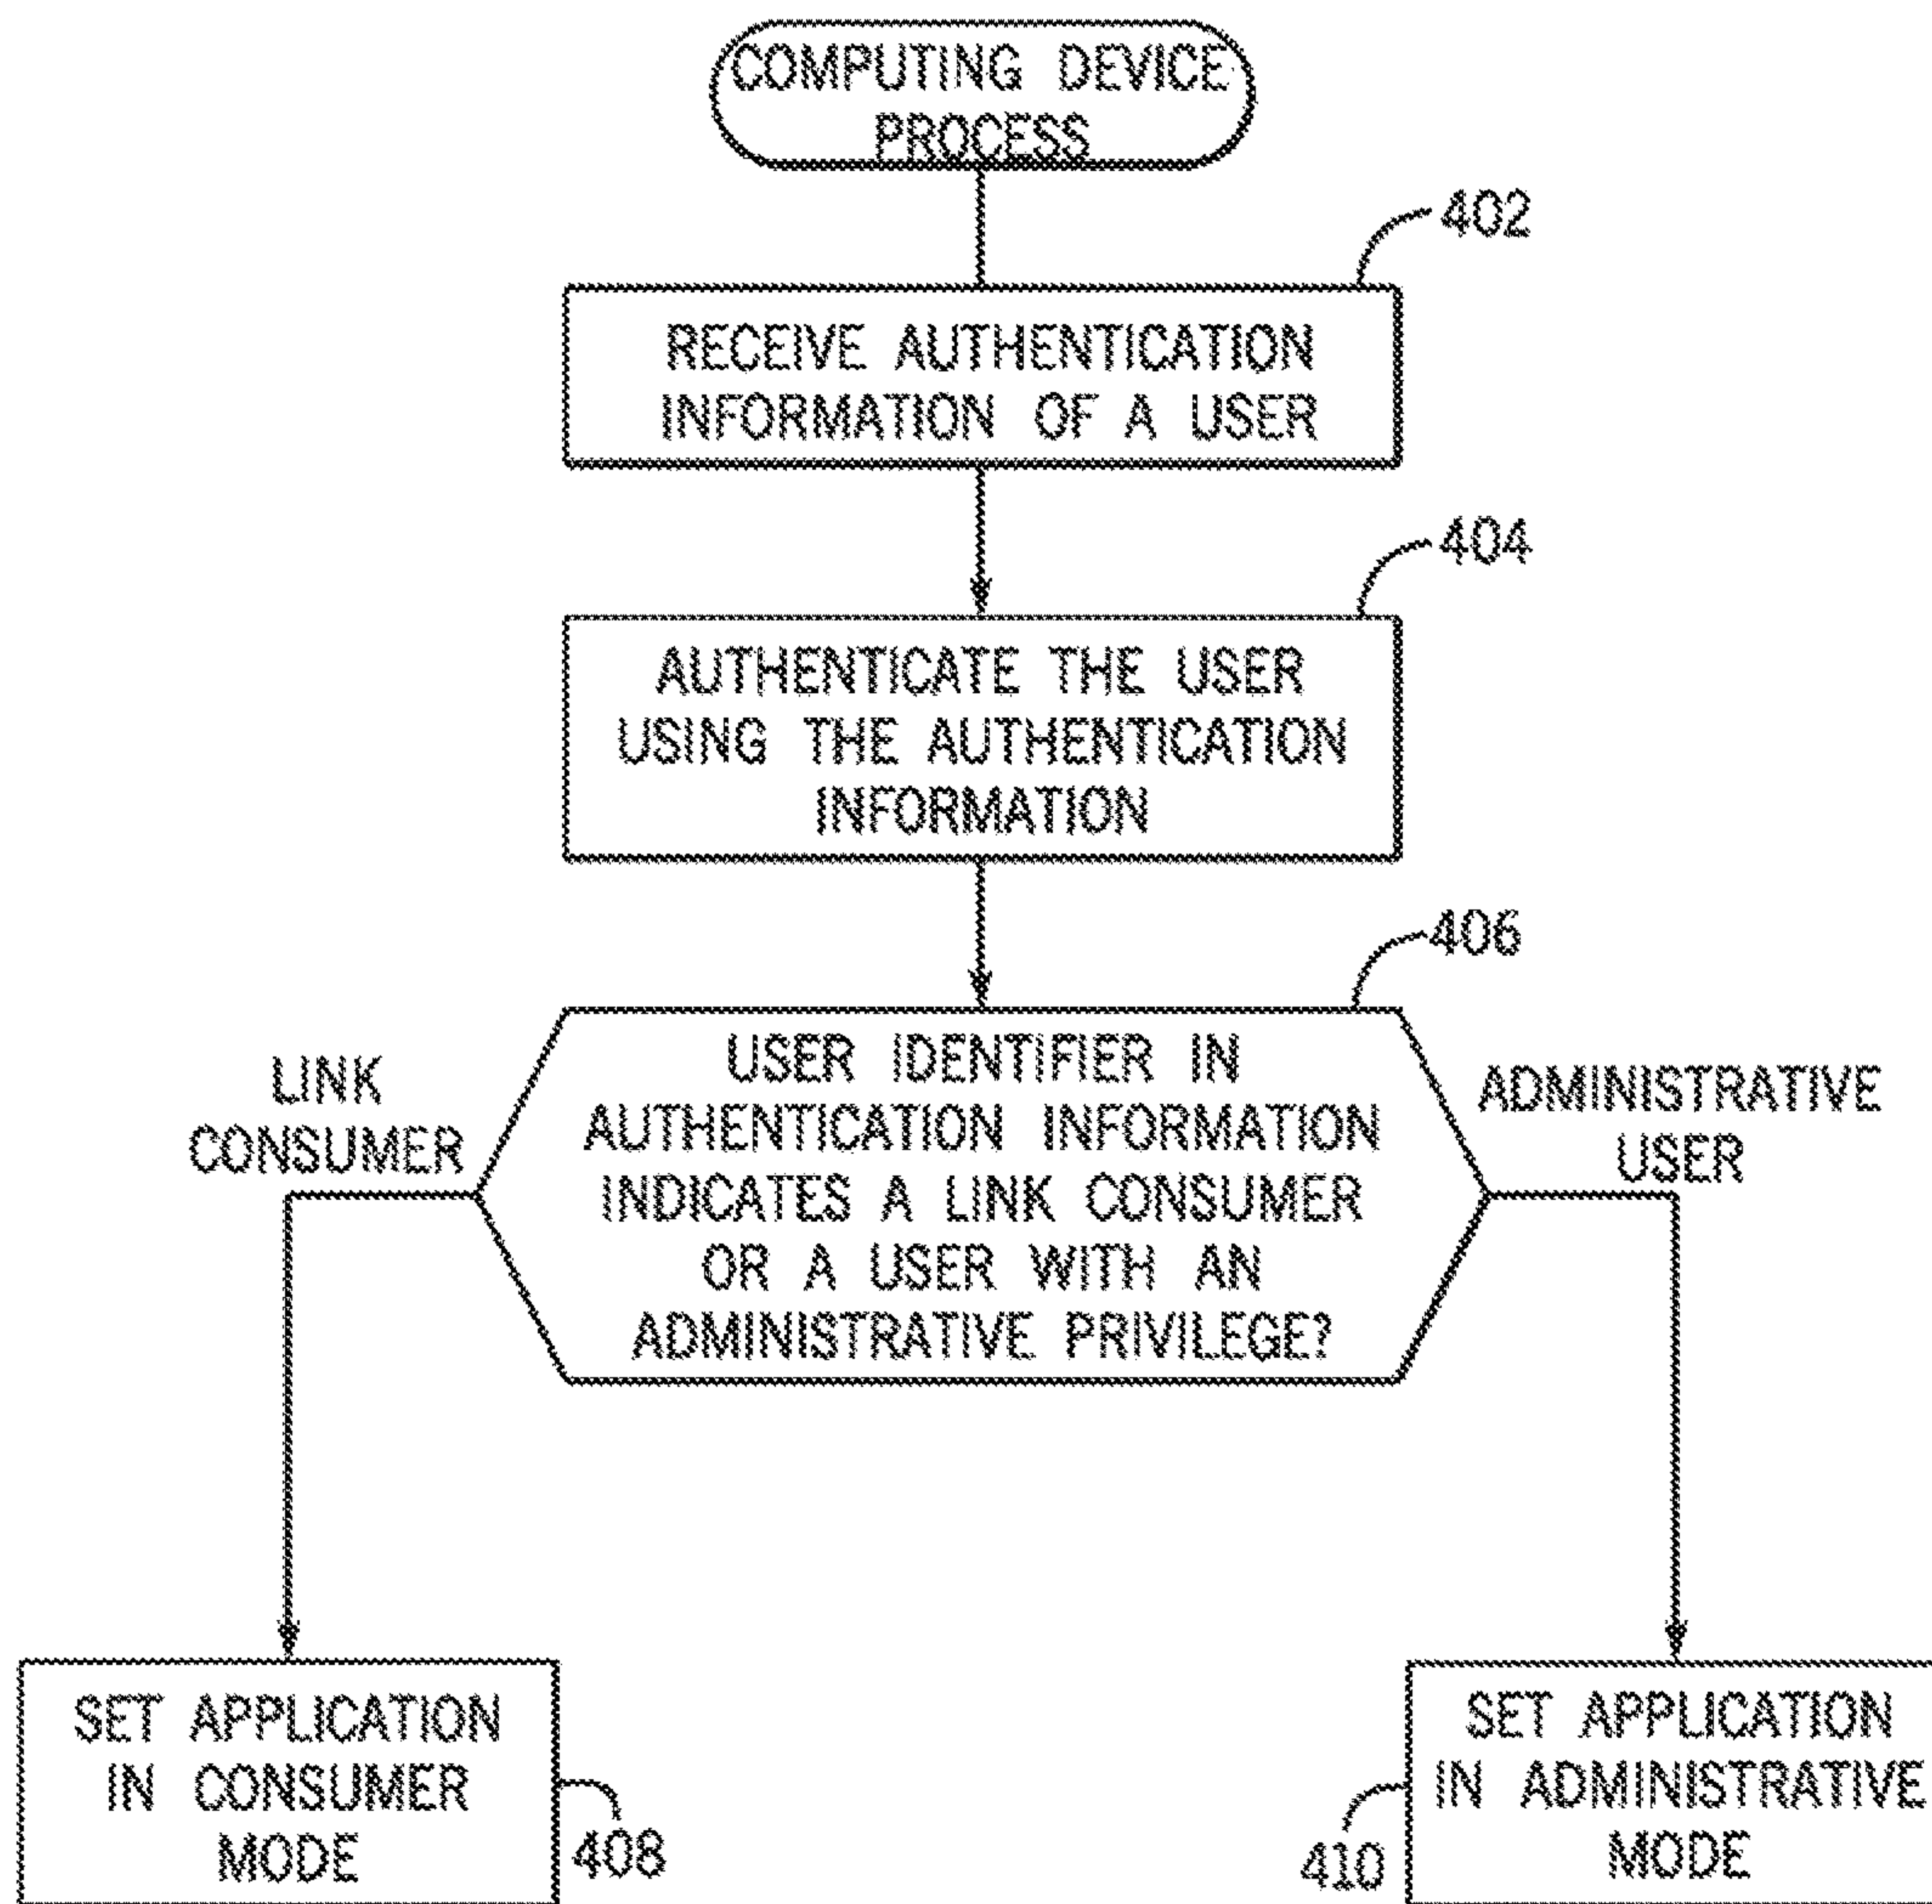 COMPUTING DEVICE
PROCESS
402
RECEIVE AUTHENTICATION
INFORMATION OF A USER
404
AUTHENTICATE THE USER
USING THE AUTHENTICATION
INFORMATION
406
USER IDENTIFIER IN
AUTHENTICATION INFORMATION
INDICATES A LINK CONSUMER
OR A USER WITH AN
ADMINISTRATIVE PRIVILEGE?
LINK
CONSUMER
ADMINISTRATIVE
USER
SET APPLICATION
IN CONSUMER
MODE
408
SET APPLICATION
IN ADMINISTRATIVE
MODE
410